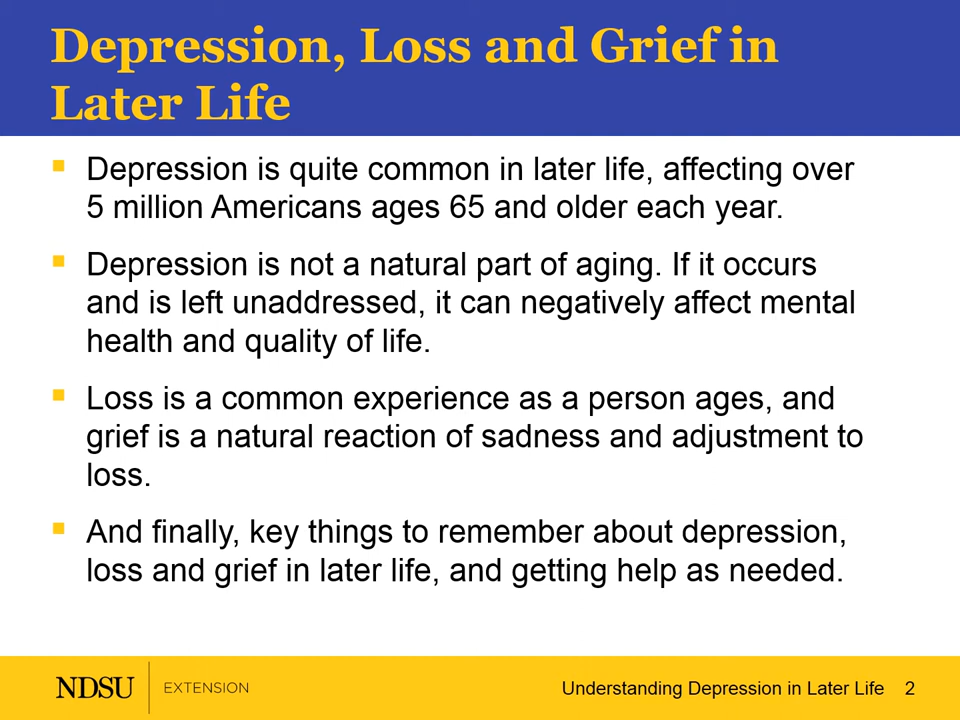 Depression, Loss and Grief in
Later Life
▪ Depression is quite common in later life, affecting over
5 million Americans ages 65 and older each year.
▪ Depression is not a natural part of aging. If it occurs
and is left unaddressed, it can negatively affect mental
health and quality of life.
▪ Loss is a common experience as a person ages, and
grief is a natural reaction of sadness and adjustment to
loss.
▪ And finally, key things to remember about depression,
loss and grief in later life, and getting help as needed.
NDSU EXTENSION
Understanding Depression in Later Life 2